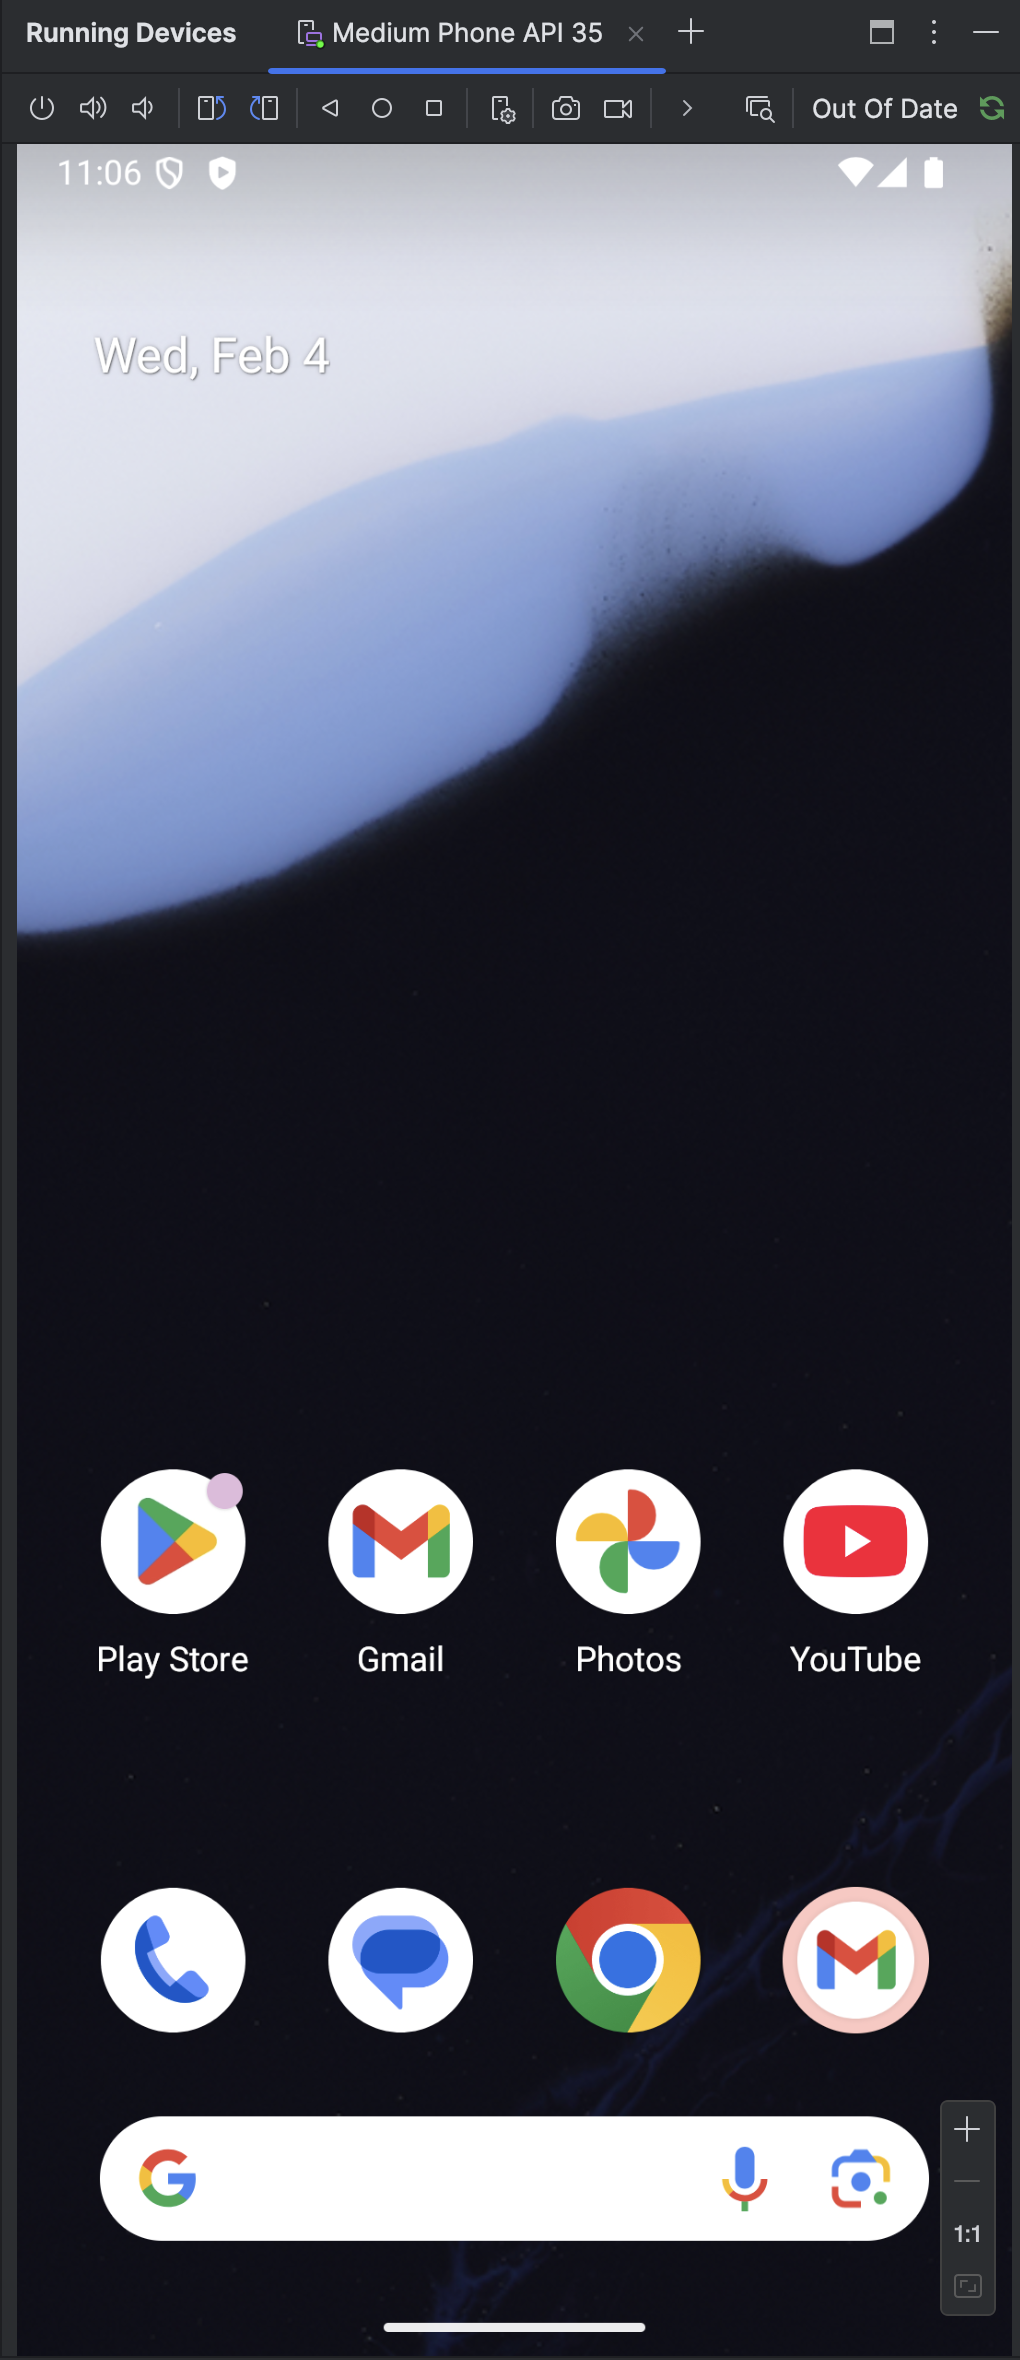 Running Devices
Medium Phone API 35
Out Of Date
11:06
Wed, Feb 4
Play Store
Gmail
Photos
YouTube
1:1